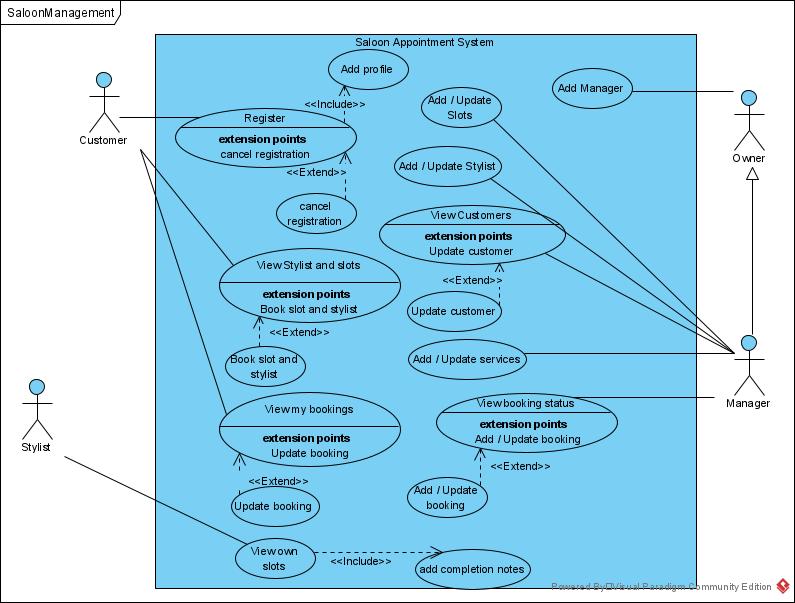 SaloonManagement
Saloon Appointment System
Add profile
Add Manager
<<Include>>
Add / Update
Slots
Customer
Register
extension points
cancel registration
Owner
<<Extend>>
Add / Update Stylist
cancel
registration
View Customers
extension points
Update customer
View Stylist and slots
extension points
Book slot and stylist
<<Extend>>
Update customer
<<Extend>>
Book slot and
stylist
Add / Update services
Manager
View my bookings
extension points
Update booking
View booking status
extension points
Add / Update booking
Stylist
<<Extend>>
<<Extend>>
Update booking
Add / Update
booking
View own
slots
<<Include>>
add completion notes
Powered By Visual Paradigm Community Edition